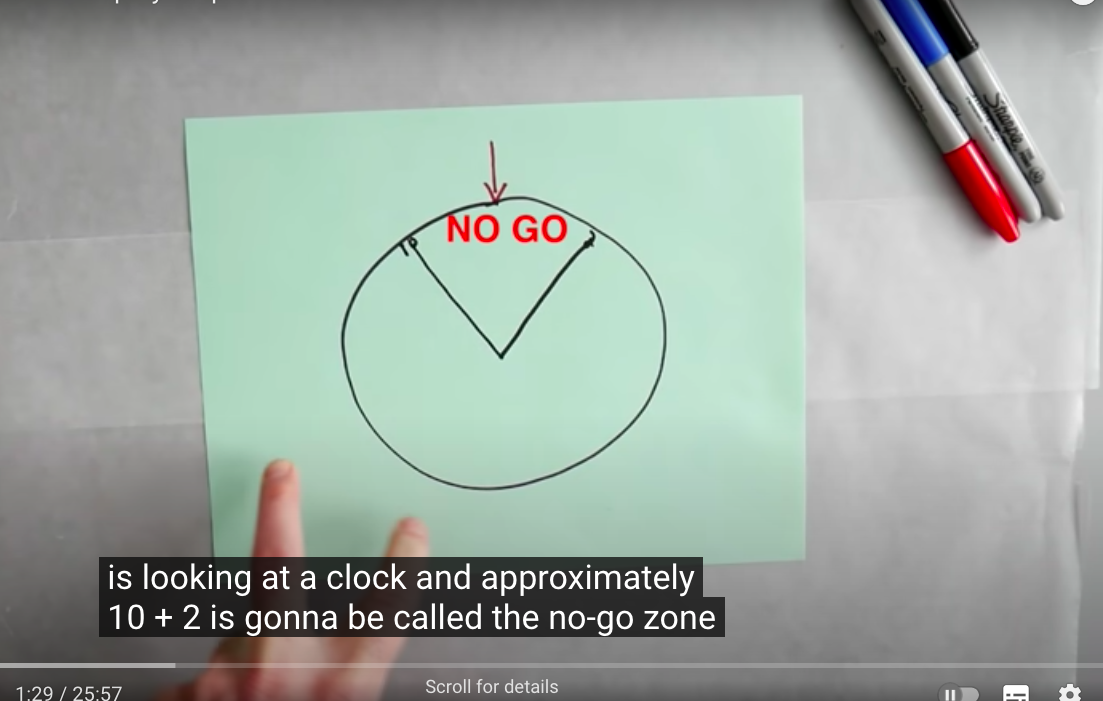 NO GO
10
2
Sharpie
is looking at a clock and approximately
10 + 2 is gonna be called the no-go zone
Scroll for details
1:29 / 25:57